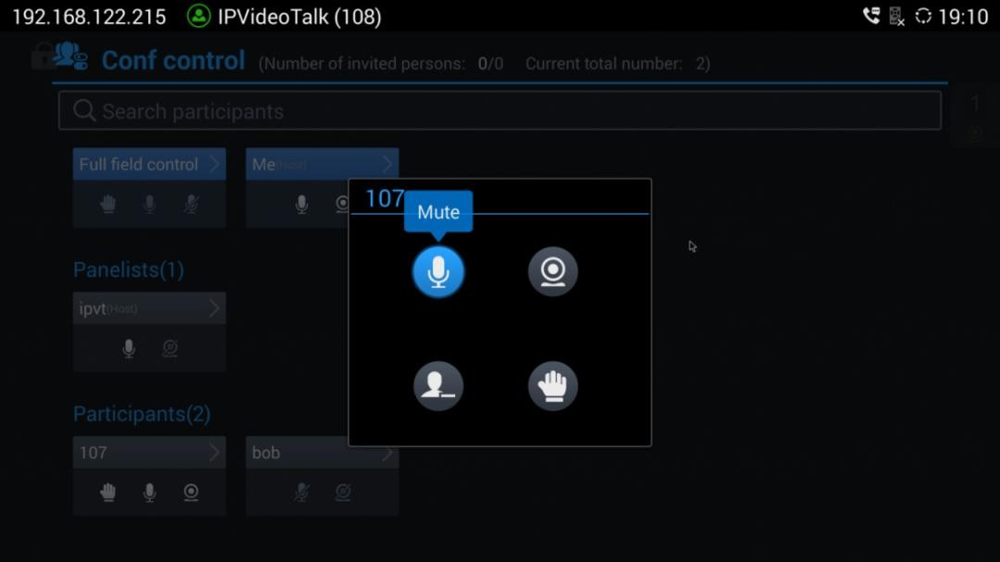 192.168.122.215 IPVideoTalk (108) 19:10
Conf control (Number of invited persons: 0/0 Current total number: 2)
Search participants
1
Full field control
Me(Host)
107
Mute
Panelists(1)
ipvt(Host)
Participants(2)
107
bob